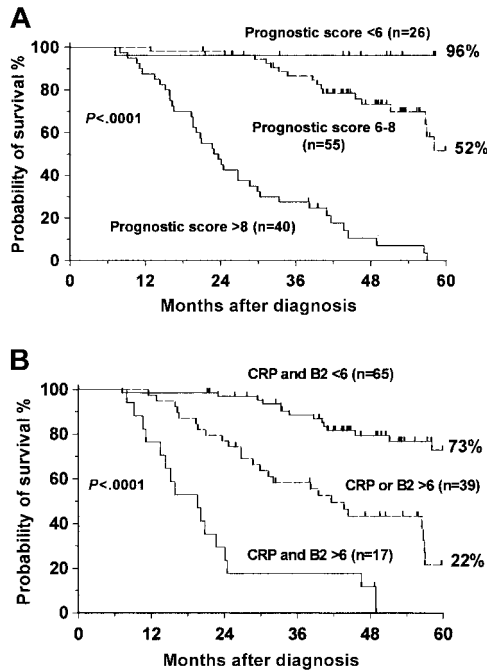 A
Prognostic score <6 (n=26)
96%
P<.0001
Prognostic score 6-8
(n=55)
52%
Prognostic score >8 (n=40)
Probability of survival %
100
80
60
40
20
0
0 12 24 36 48 60
Months after diagnosis
B
CRP and B2 <6 (n=65)
73%
P<.0001
CRP or B2 >6 (n=39)
22%
CRP and B2 >6 (n=17)
Probability of survival %
100
80
60
40
20
0
0 12 24 36 48 60
Months after diagnosis